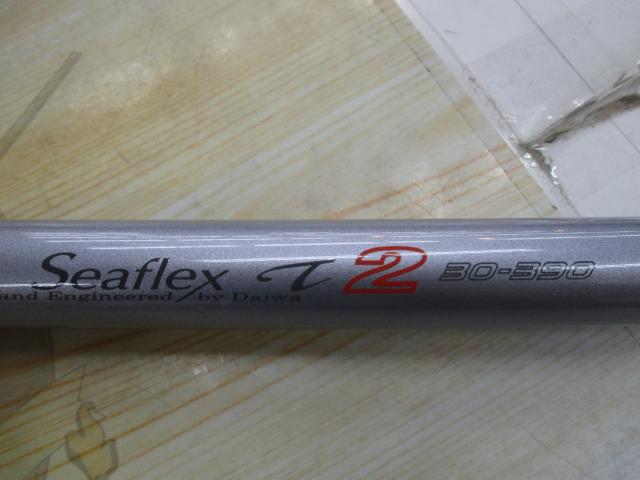 Seaflex τ 2 30-390
and Engineered by Daiwa